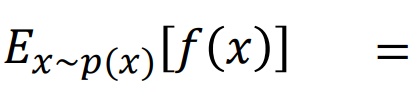 E_{x~p(x)}[f(x)] =